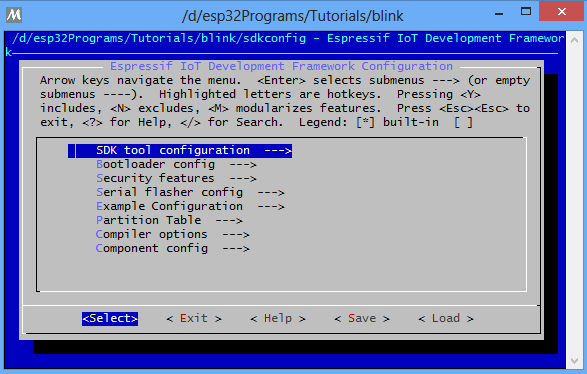 M
/d/esp32Programs/Tutorials/blink
/d/esp32Programs/Tutorials/blink/sdkconfig - Espressif IoT Development Framewor
k
Espressif IoT Development Framework Configuration
Arrow keys navigate the menu.  <Enter> selects submenus ---> (or empty
submenus ----).  Highlighted letters are hotkeys.  Pressing <Y>
includes, <N> excludes, <M> modularizes features.  Press <Esc><Esc> to
exit, <?> for Help, </> for Search.  Legend: [*] built-in  [ ]
SDK tool configuration  --->
Bootloader config  --->
Security features  --->
Serial flasher config  --->
Example Configuration  --->
Partition Table  --->
Compiler options  --->
Component config  --->
<Select>    < Exit >    < Help >    < Save >    < Load >